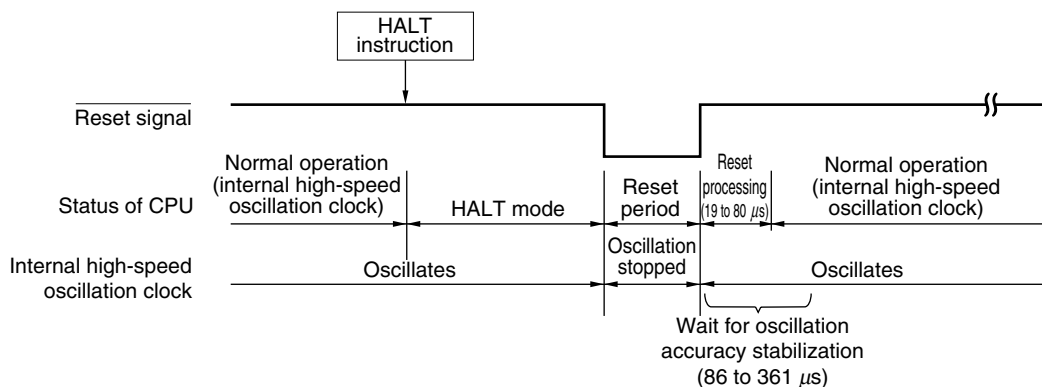 HALT
instruction
Reset signal
Normal operation
(internal high-speed
oscillation clock)
Status of CPU
HALT mode
Reset
period
Reset
processing
(19 to 80 μs)
Normal operation
(internal high-speed
oscillation clock)
Internal high-speed
oscillation clock
Oscillates
Oscillation
stopped
Oscillates
Wait for oscillation
accuracy stabilization
(86 to 361 μs)